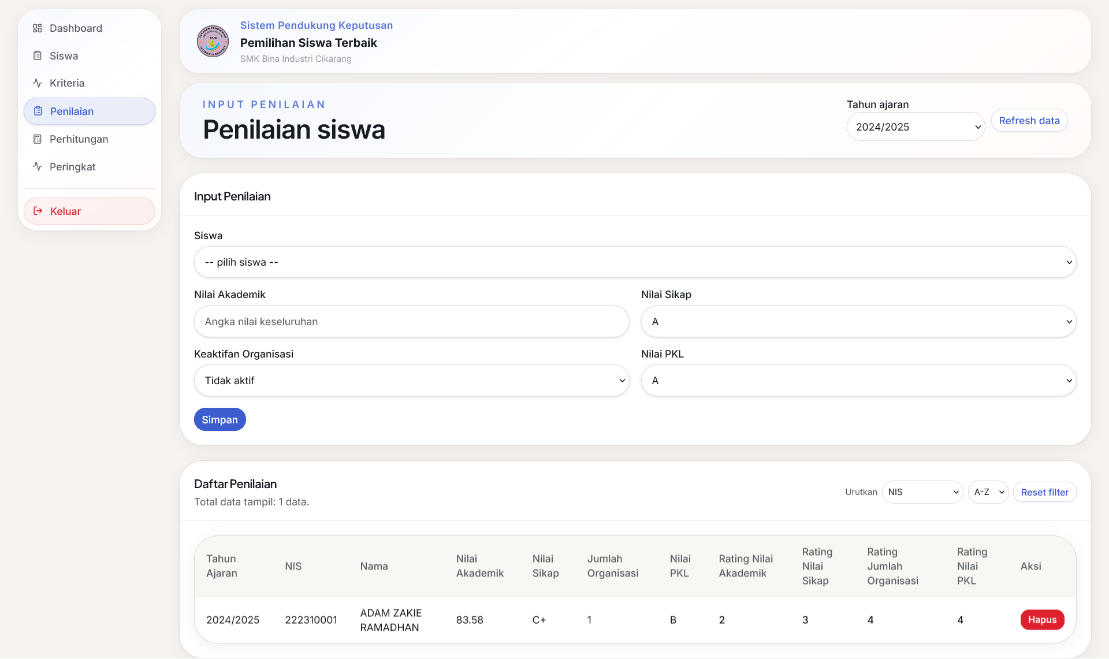 Dashboard
Siswa
Kriteria
Penilaian
Perhitungan
Peringkat
Keluar
Sistem Pendukung Keputusan
Pemilihan Siswa Terbaik
SMK Bina Industri Cikarang
INPUT PENILAIAN
Penilaian siswa
Tahun ajaran
2024/2025
Refresh data
Input Penilaian
Siswa
-- pilih siswa --
Nilai Akademik
Angka nilai keseluruhan
Nilai Sikap
A
Keaktifan Organisasi
Tidak aktif
Nilai PKL
A
Simpan
Daftar Penilaian
Total data tampil: 1 data.
Urutkan NIS A-Z Reset filter
Tahun Ajaran NIS Nama Nilai Akademik Nilai Sikap Jumlah Organisasi Nilai PKL Rating Nilai Akademik Rating Nilai Sikap Rating Jumlah Organisasi Rating Nilai PKL Aksi
2024/2025 222310001 ADAM ZAKIE RAMADHAN 83.58 C+ 1 B 2 3 4 4 Hapus